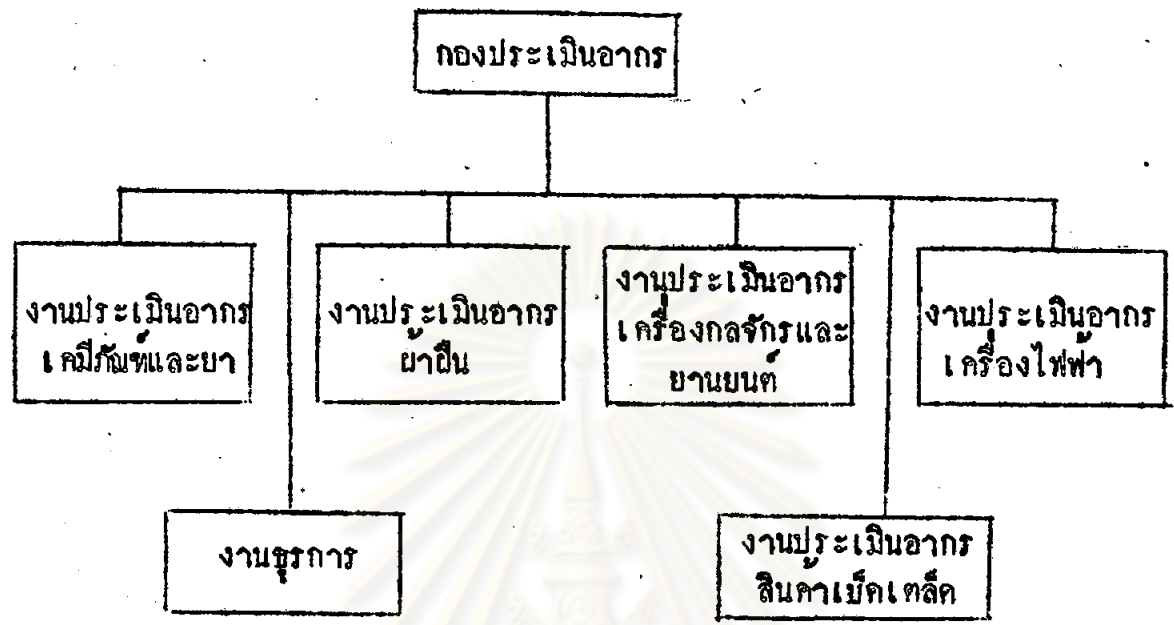 กองประเมินอากร
งานประเมินอากร
เคมีภัณฑ์และยา
งานประเมินอากร
ผ้าผืน
งานประเมินอากร
เครื่องกลจักรและ
ยานยนต์
งานประเมินอากร
เครื่องไฟฟ้า
งานธุรการ
งานประเมินอากร
สินค้าเบ็ดเตล็ด